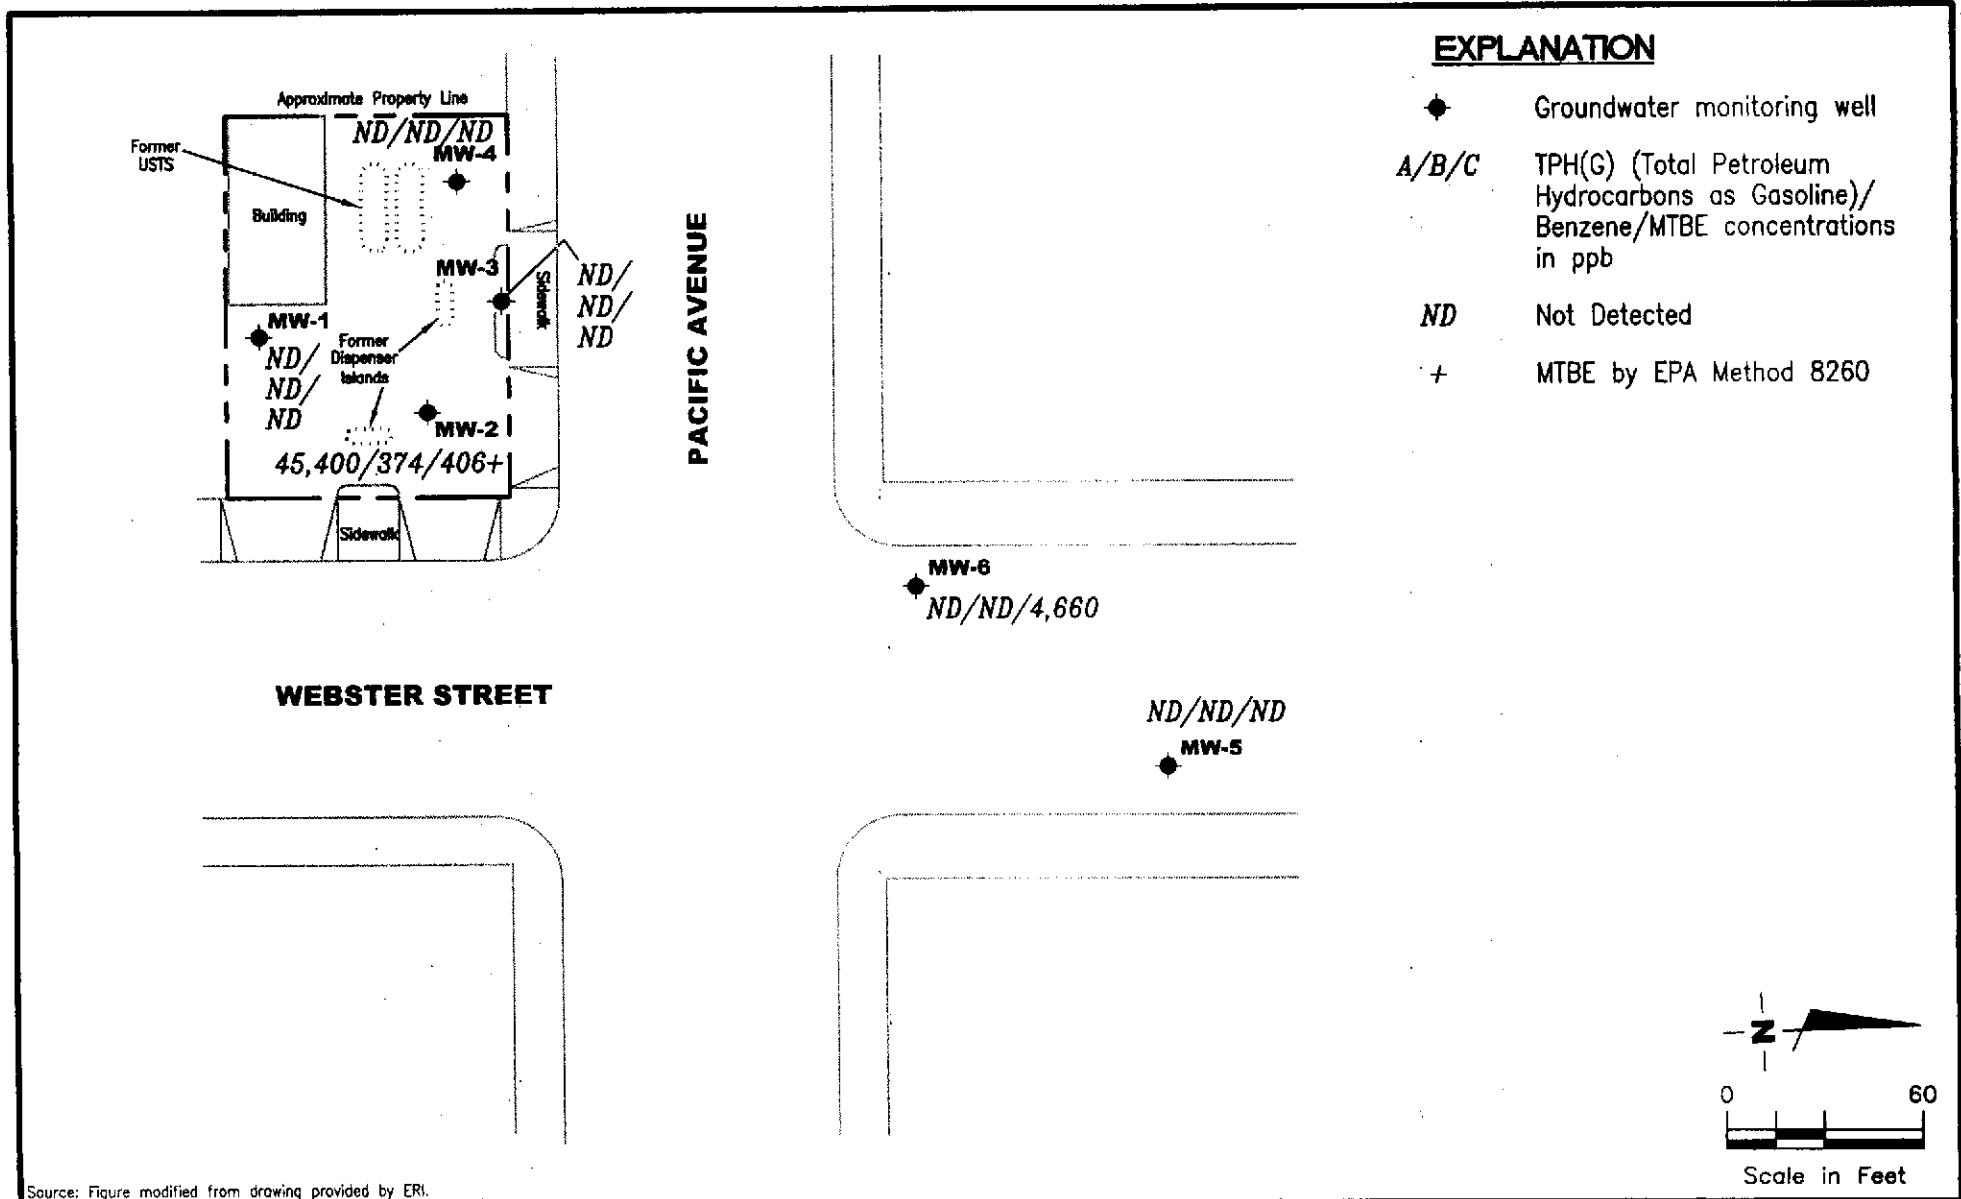 EXPLANATION
Groundwater monitoring well
A/B/C TPH(G) (Total Petroleum
Hydrocarbons as Gasoline)/
Benzene/MTBE concentrations
in ppb
ND Not Detected
+ MTBE by EPA Method 8260
Approximate Property Line
ND/ND/ND
MW-4
Former
USTS
Building
MW-3
Sidewalk
ND/
ND/
ND
MW-1
ND/
ND/
ND
Former
Dispenser
Islands
MW-2
45,400/374/406+
Sidewalk
PACIFIC AVENUE
MW-6
ND/ND/4,660
WEBSTER STREET
ND/ND/ND
MW-5
N
0 60
Scale in Feet
Source: Figure modified from drawing provided by ERI.